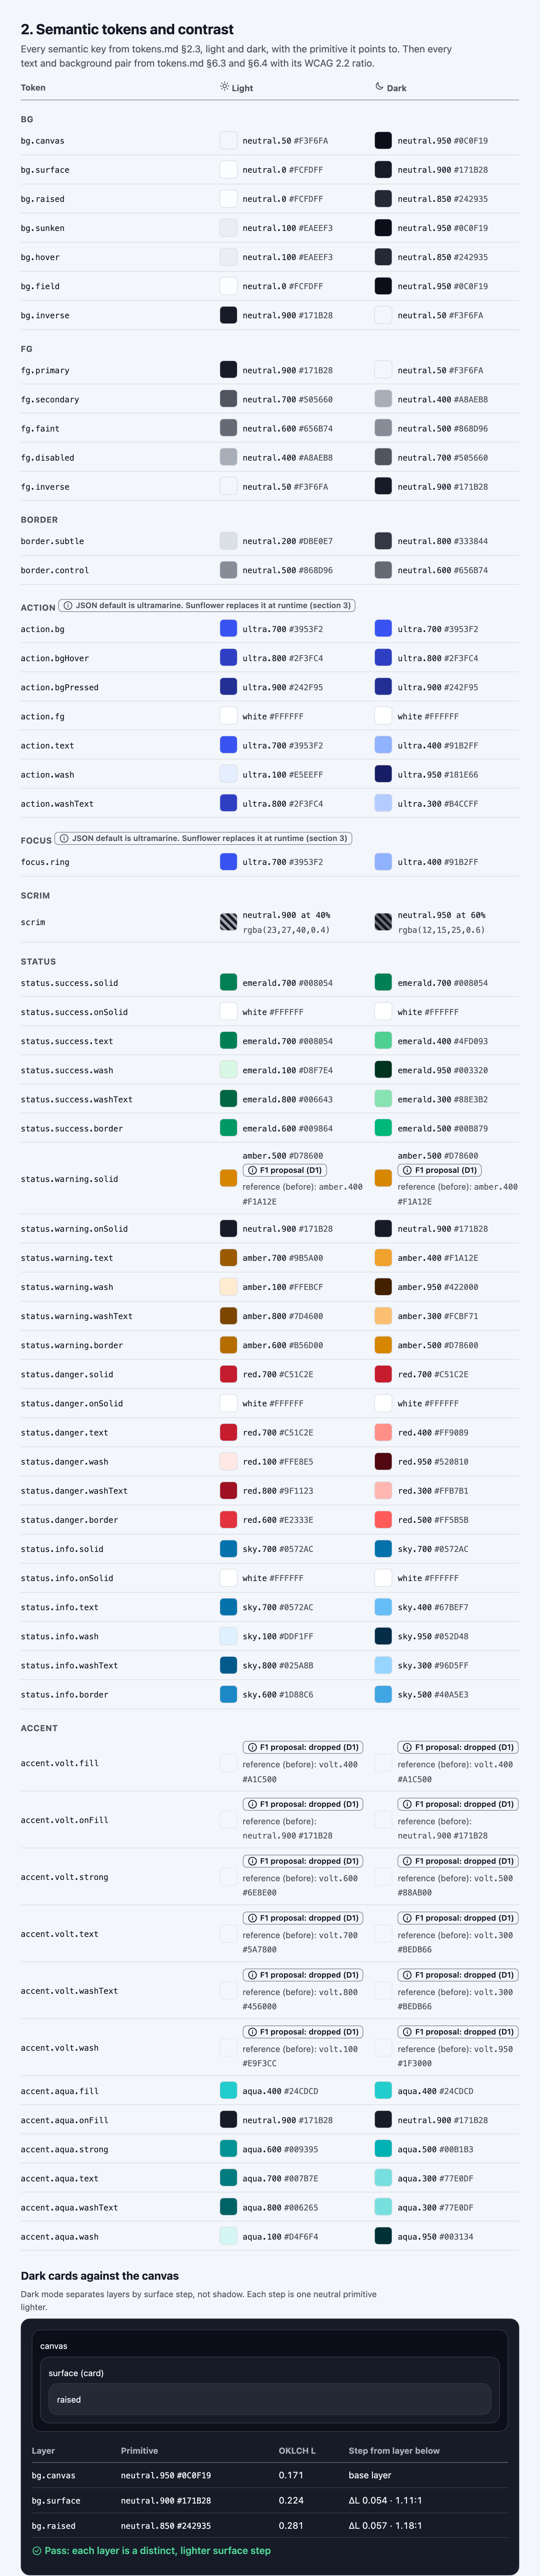 2. Semantic tokens and contrast
Every semantic key from tokens.md §2.3, light and dark, with the primitive it points to. Then every
text and background pair from tokens.md §6.3 and §6.4 with its WCAG 2.2 ratio.
Token Light Dark
BG
bg.canvas neutral.50 #F3F6FA neutral.950 #0C0F19
bg.surface neutral.0 #FCFDFF neutral.900 #171B28
bg.raised neutral.0 #FCFDFF neutral.850 #242935
bg.sunken neutral.100 #EAEEF3 neutral.950 #0C0F19
bg.hover neutral.100 #EAEEF3 neutral.850 #242935
bg.field neutral.0 #FCFDFF neutral.950 #0C0F19
bg.inverse neutral.900 #171B28 neutral.50 #F3F6FA
FG
fg.primary neutral.900 #171B28 neutral.50 #F3F6FA
fg.secondary neutral.700 #505660 neutral.400 #A8AEB8
fg.faint neutral.600 #656B74 neutral.500 #868D96
fg.disabled neutral.400 #A8AEB8 neutral.700 #505660
fg.inverse neutral.50 #F3F6FA neutral.900 #171B28
BORDER
border.subtle neutral.200 #DBE0E7 neutral.800 #333844
border.control neutral.500 #868D96 neutral.600 #656B74
ACTION JSON default is ultramarine. Sunflower replaces it at runtime (section 3)
action.bg ultra.700 #3953F2 ultra.700 #3953F2
action.bgHover ultra.800 #2F3FC4 ultra.800 #2F3FC4
action.bgPressed ultra.900 #242F95 ultra.900 #242F95
action.fg white #FFFFFF white #FFFFFF
action.text ultra.700 #3953F2 ultra.400 #91B2FF
action.wash ultra.100 #E5EEFF ultra.950 #181E66
action.washText ultra.800 #2F3FC4 ultra.300 #B4CCFF
FOCUS JSON default is ultramarine. Sunflower replaces it at runtime (section 3)
focus.ring ultra.700 #3953F2 ultra.400 #91B2FF
SCRIM
scrim neutral.900 at 40% neutral.950 at 60%
rgba(23,27,40,0.4) rgba(12,15,25,0.6)
STATUS
status.success.solid emerald.700 #008054 emerald.700 #008054
status.success.onSolid white #FFFFFF white #FFFFFF
status.success.text emerald.700 #008054 emerald.400 #4FD093
status.success.wash emerald.100 #D8F7E4 emerald.950 #003320
status.success.washText emerald.800 #006643 emerald.300 #88E3B2
status.success.border emerald.600 #009864 emerald.500 #00B879
amber.500 #D78600 amber.500 #D78600
status.warning.solid F1 proposal (D1) F1 proposal (D1)
reference (before): amber.400 reference (before): amber.400
#F1A12E #F1A12E
status.warning.onSolid neutral.900 #171B28 neutral.900 #171B28
status.warning.text amber.700 #9B5A00 amber.400 #F1A12E
status.warning.wash amber.100 #FFEBCF amber.950 #422000
status.warning.washText amber.800 #7D4600 amber.300 #FCBF71
status.warning.border amber.600 #B56D00 amber.500 #D78600
status.danger.solid red.700 #C51C2E red.700 #C51C2E
status.danger.onSolid white #FFFFFF white #FFFFFF
status.danger.text red.700 #C51C2E red.400 #FF9089
status.danger.wash red.100 #FFE8E5 red.950 #520810
status.danger.washText red.800 #9F1123 red.300 #FFB7B1
status.danger.border red.600 #E2333E red.500 #FF5B5B
status.info.solid sky.700 #0572AC sky.700 #0572AC
status.info.onSolid white #FFFFFF white #FFFFFF
status.info.text sky.700 #0572AC sky.400 #67BEF7
status.info.wash sky.100 #DDF1FF sky.950 #052D48
status.info.washText sky.800 #025A8B sky.300 #96D5FF
status.info.border sky.600 #1D88C6 sky.500 #40A5E3
ACCENT
F1 proposal: dropped (D1) F1 proposal: dropped (D1)
accent.volt.fill reference (before): volt.400 reference (before): volt.400
#A1C500 #A1C500
F1 proposal: dropped (D1) F1 proposal: dropped (D1)
accent.volt.onFill reference (before): reference (before):
neutral.900 #171B28 neutral.900 #171B28
F1 proposal: dropped (D1) F1 proposal: dropped (D1)
accent.volt.strong reference (before): volt.600 reference (before): volt.500
#6E8E00 #88AB00
F1 proposal: dropped (D1) F1 proposal: dropped (D1)
accent.volt.text reference (before): volt.700 reference (before): volt.300
#5A7800 #BEDB66
F1 proposal: dropped (D1) F1 proposal: dropped (D1)
accent.volt.washText reference (before): volt.800 reference (before): volt.300
#456000 #BEDB66
F1 proposal: dropped (D1) F1 proposal: dropped (D1)
accent.volt.wash reference (before): volt.100 reference (before): volt.950
#E9F3CC #1F3000
accent.aqua.fill aqua.400 #24CDCD aqua.400 #24CDCD
accent.aqua.onFill neutral.900 #171B28 neutral.900 #171B28
accent.aqua.strong aqua.600 #009395 aqua.500 #00B1B3
accent.aqua.text aqua.700 #007B7E aqua.300 #77E0DF
accent.aqua.washText aqua.800 #006265 aqua.300 #77E0DF
accent.aqua.wash aqua.100 #D4F6F4 aqua.950 #003134
Dark cards against the canvas
Dark mode separates layers by surface step, not shadow. Each step is one neutral primitive
lighter.
canvas
surface (card)
raised
Layer Primitive OKLCH L Step from layer below
bg.canvas neutral.950 #0C0F19 0.171 base layer
bg.surface neutral.900 #171B28 0.224 ΔL 0.054 · 1.11:1
bg.raised neutral.850 #242935 0.281 ΔL 0.057 · 1.18:1
Pass: each layer is a distinct, lighter surface step